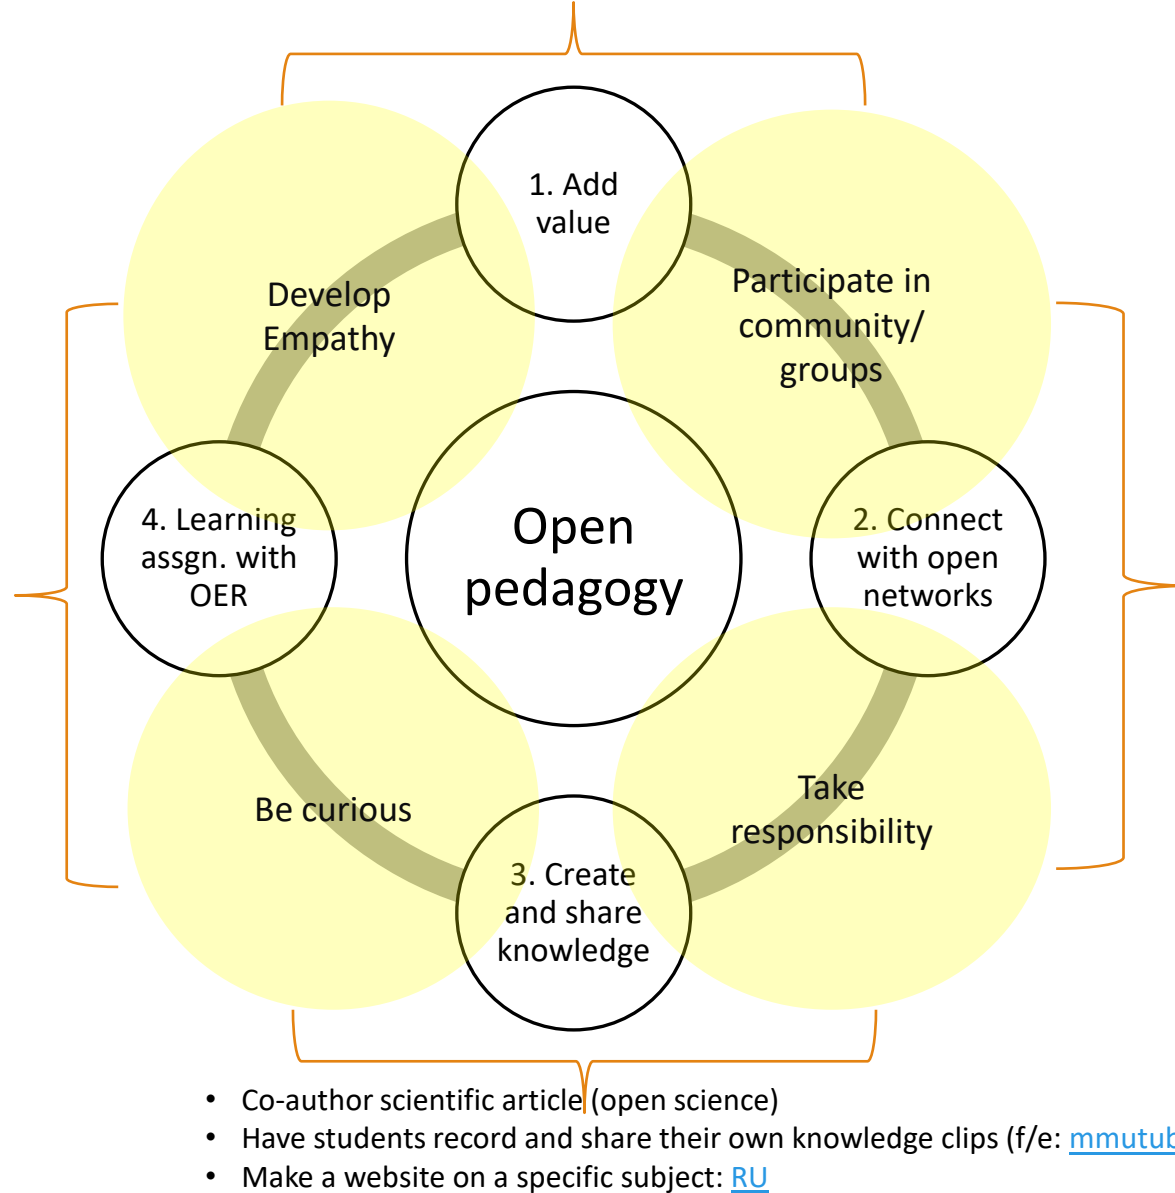 1. Add
value
Develop
Empathy
Participate in
community/
groups
Open
pedagogy
4. Learning
assgn. with
OER
2. Connect
with open
networks
Be curious
Take
responsibility
3. Create
and share
knowledge
• Co-author scientific article (open science)
• Have students record and share their own knowledge clips (f/e: mmutub
• Make a website on a specific subject: RU